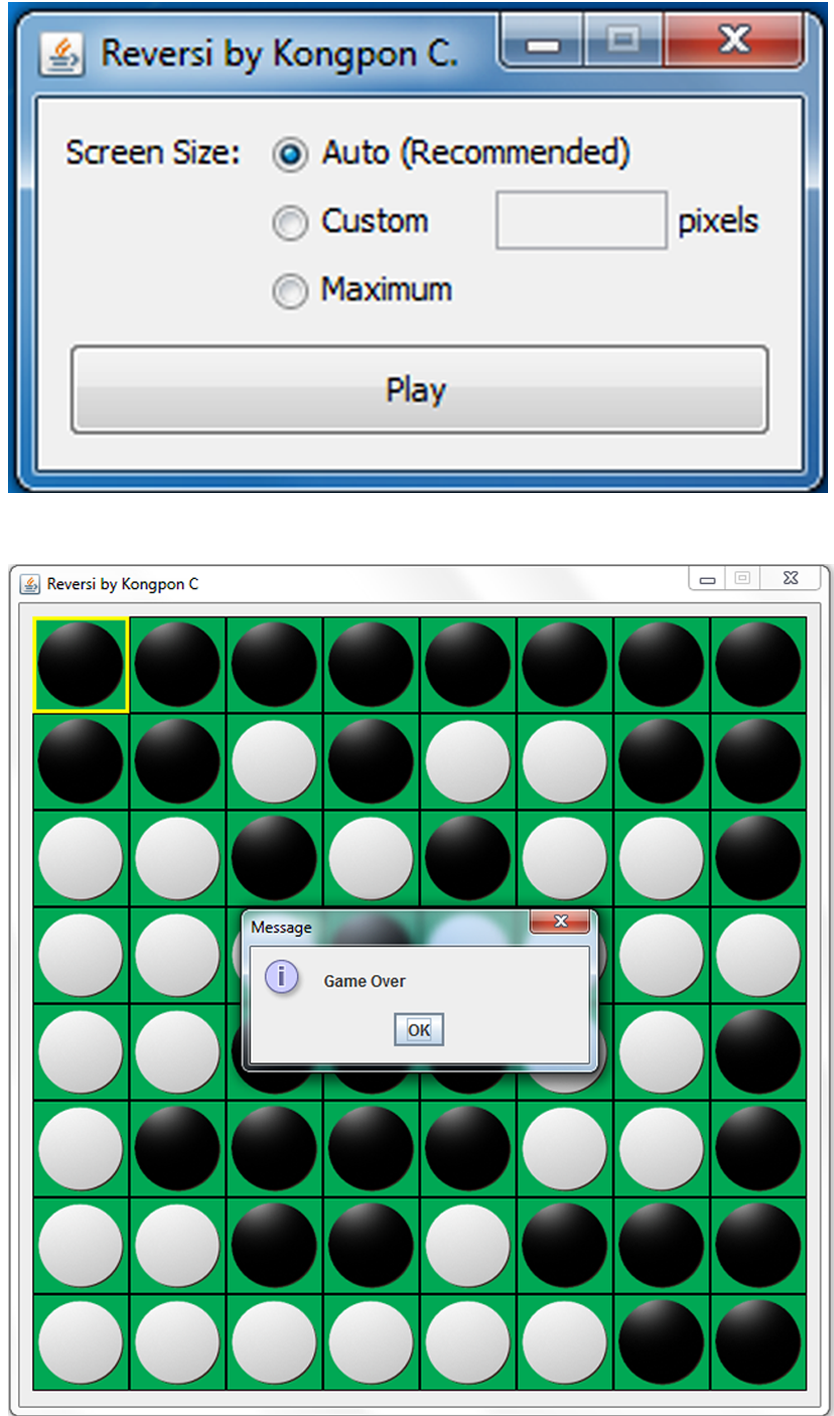 Reversi by Kongpon C.
Screen Size: Auto (Recommended)
Custom pixels
Maximum
Play
Reversi by Kongpon C
Message
i Game Over
OK